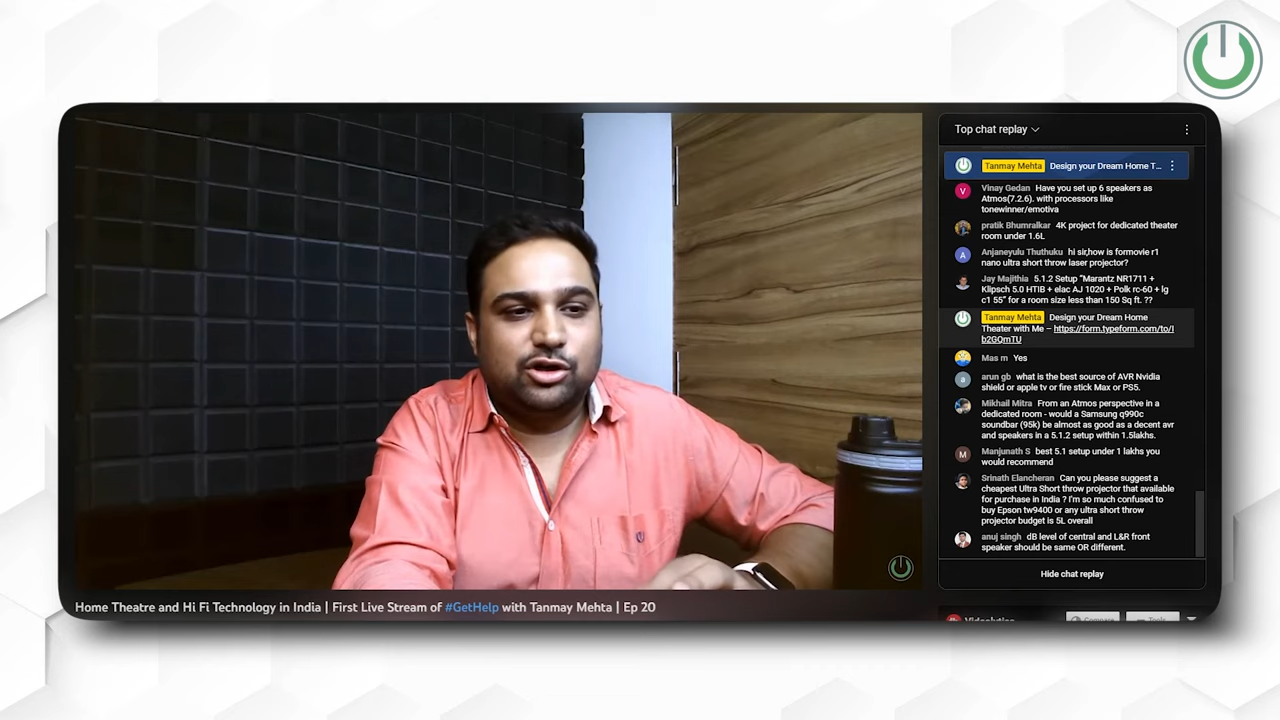 Top chat replay
Tanmay Mehta Design your Dream Home T...
Vinay Gedan Have you set up 6 speakers as
Atmos(7.2.6). with processors like
tonewinner/emotiva
pratik Bhumralkar 4K project for dedicated theater
room under 1.6L
Anjaneyulu Thuthuku hi sir,how is formovie r1
nano ultra short throw laser projector?
Jay Majithia 5.1.2 Setup "Marantz NR1711 +
Klipsch 5.0 HTIB + elac AJ 1020 + Polk rc-60 + lg
c1 55" for a room size less than 150 Sq ft. ??
Tanmay Mehta Design your Dream Home
Theater with Me – https://form.typeform.com/to/I
b2GQmTU
Mas m Yes
arun gb what is the best source of AVR Nvidia
shield or apple tv or fire stick Max or PS5.
Mikhail Mitra From an Atmos perspective in a
dedicated room - would a Samsung q990c
soundbar (95k) be almost as good as a decent avr
and speakers in a 5.1.2 setup within 1.5lakhs.
Manjunath S best 5.1 setup under 1 lakhs you
would recommend
Srinath Elancheran Can you please suggest a
cheapest Ultra Short throw projector that available
for purchase in India ? I'm so much confused to
buy Epson tw9400 or any ultra short throw
projector budget is 5L overall
anuj singh dB level of central and L&R front
speaker should be same OR different.
Hide chat replay
Home Theatre and Hi Fi Technology in India | First Live Stream of #GetHelp with Tanmay Mehta | Ep 20